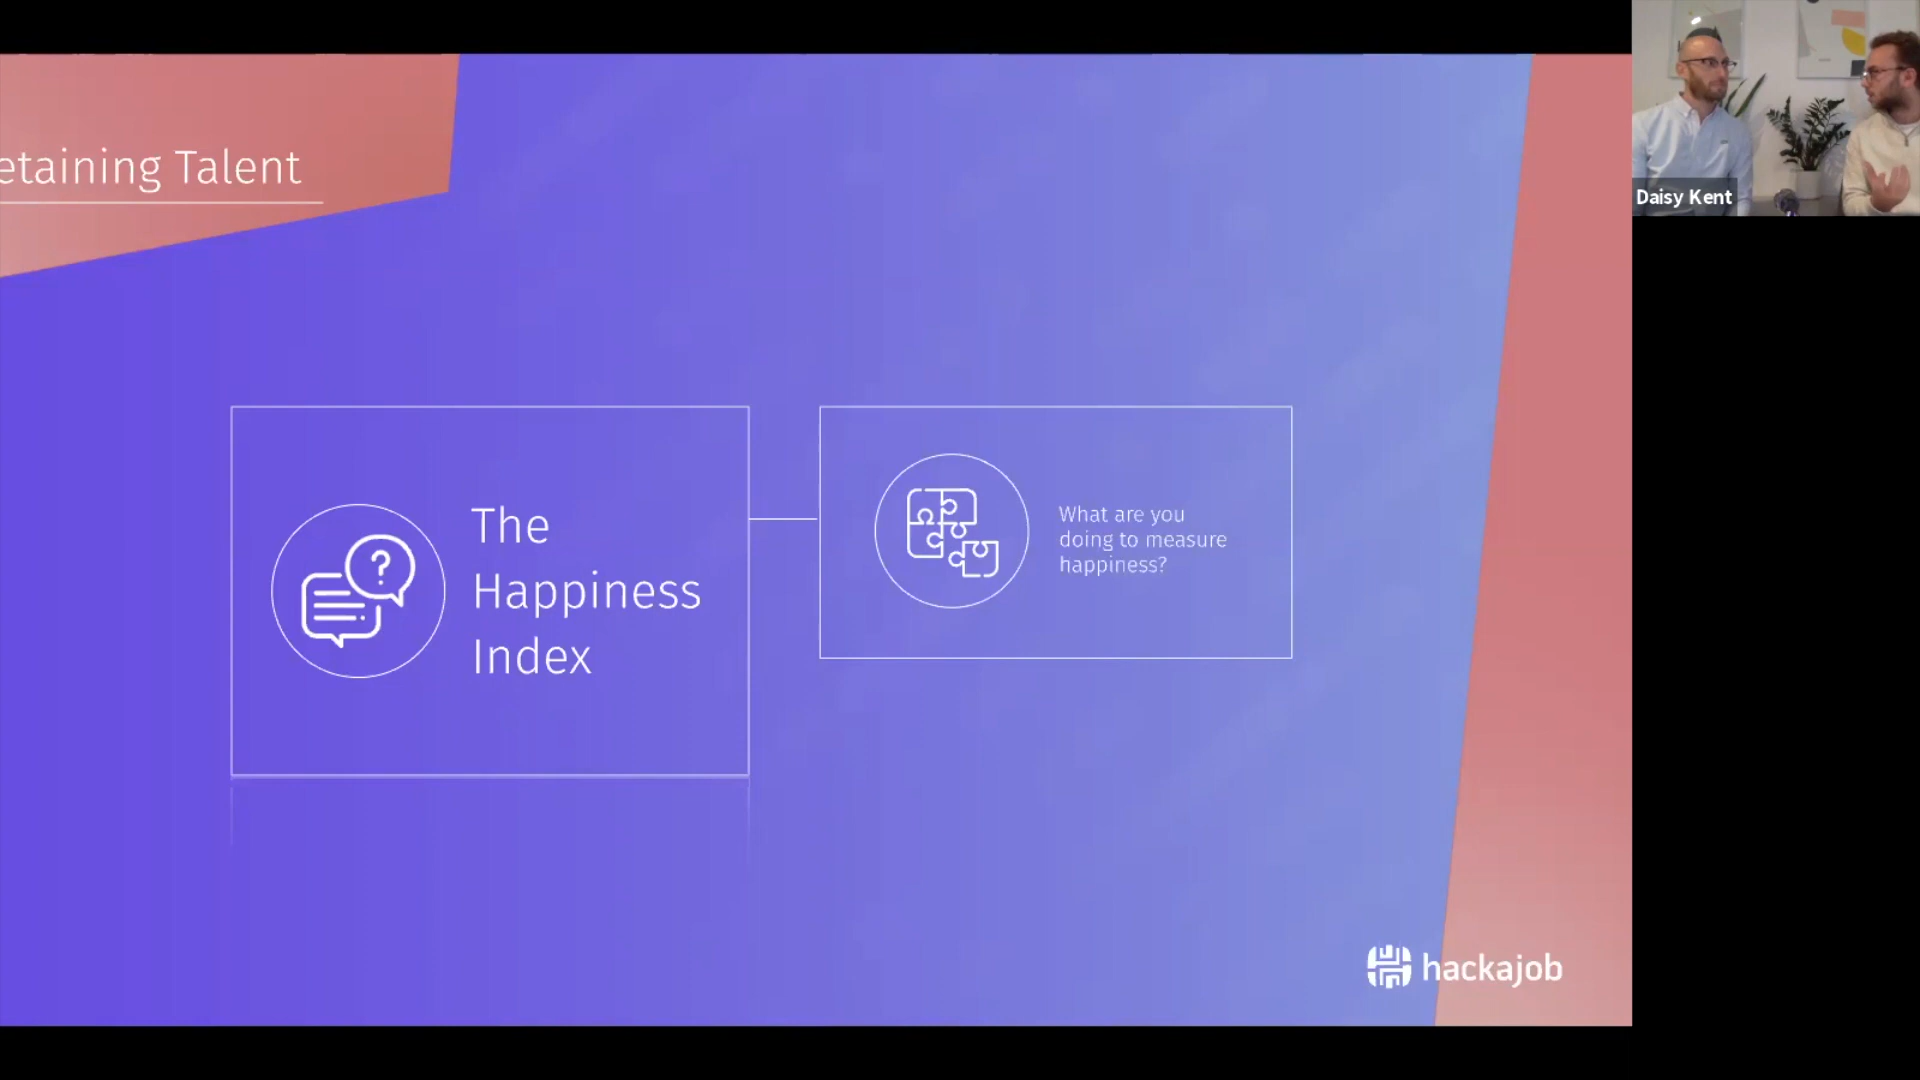 etaining Talent
The
Happiness
Index
What are you
doing to measure
happiness?
hackajob
Daisy Kent